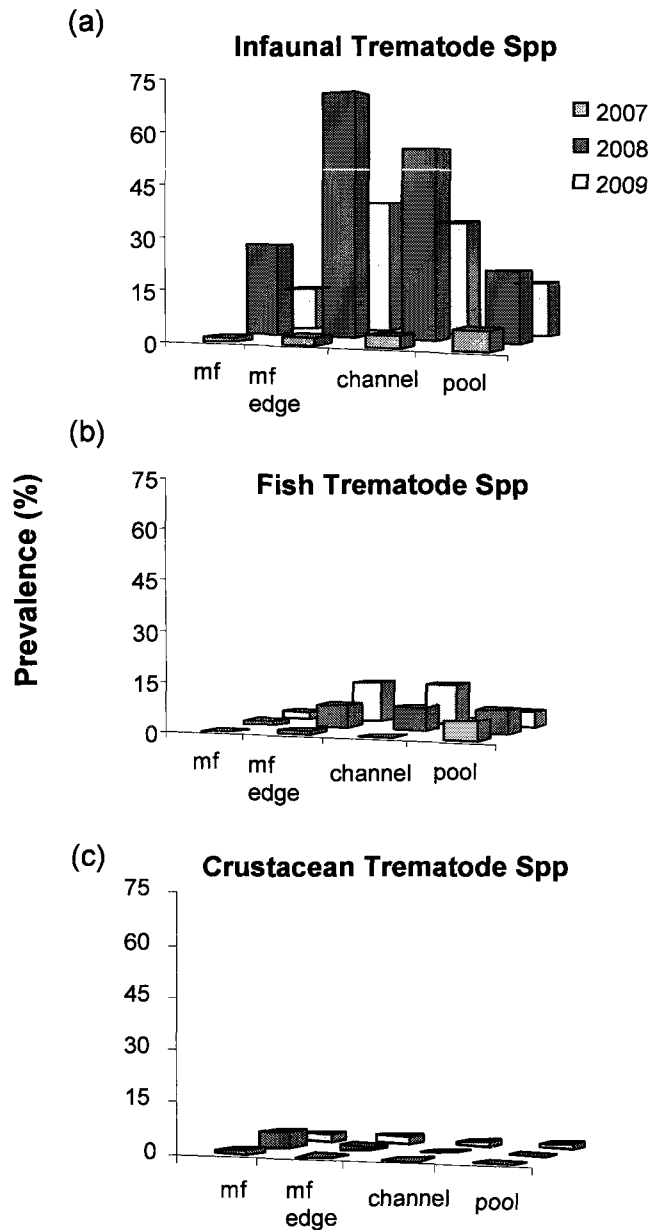 (a)
Infaunal Trematode Spp
75
60
45
30
15
0
2007
2008
2009
mf
mf edge
channel
pool
(b)
Fish Trematode Spp
Prevalence (%)
75
60
45
30
15
0
mf
mf edge
channel
pool
(c)
Crustacean Trematode Spp
75
60
45
30
15
0
mf
mf edge
channel
pool